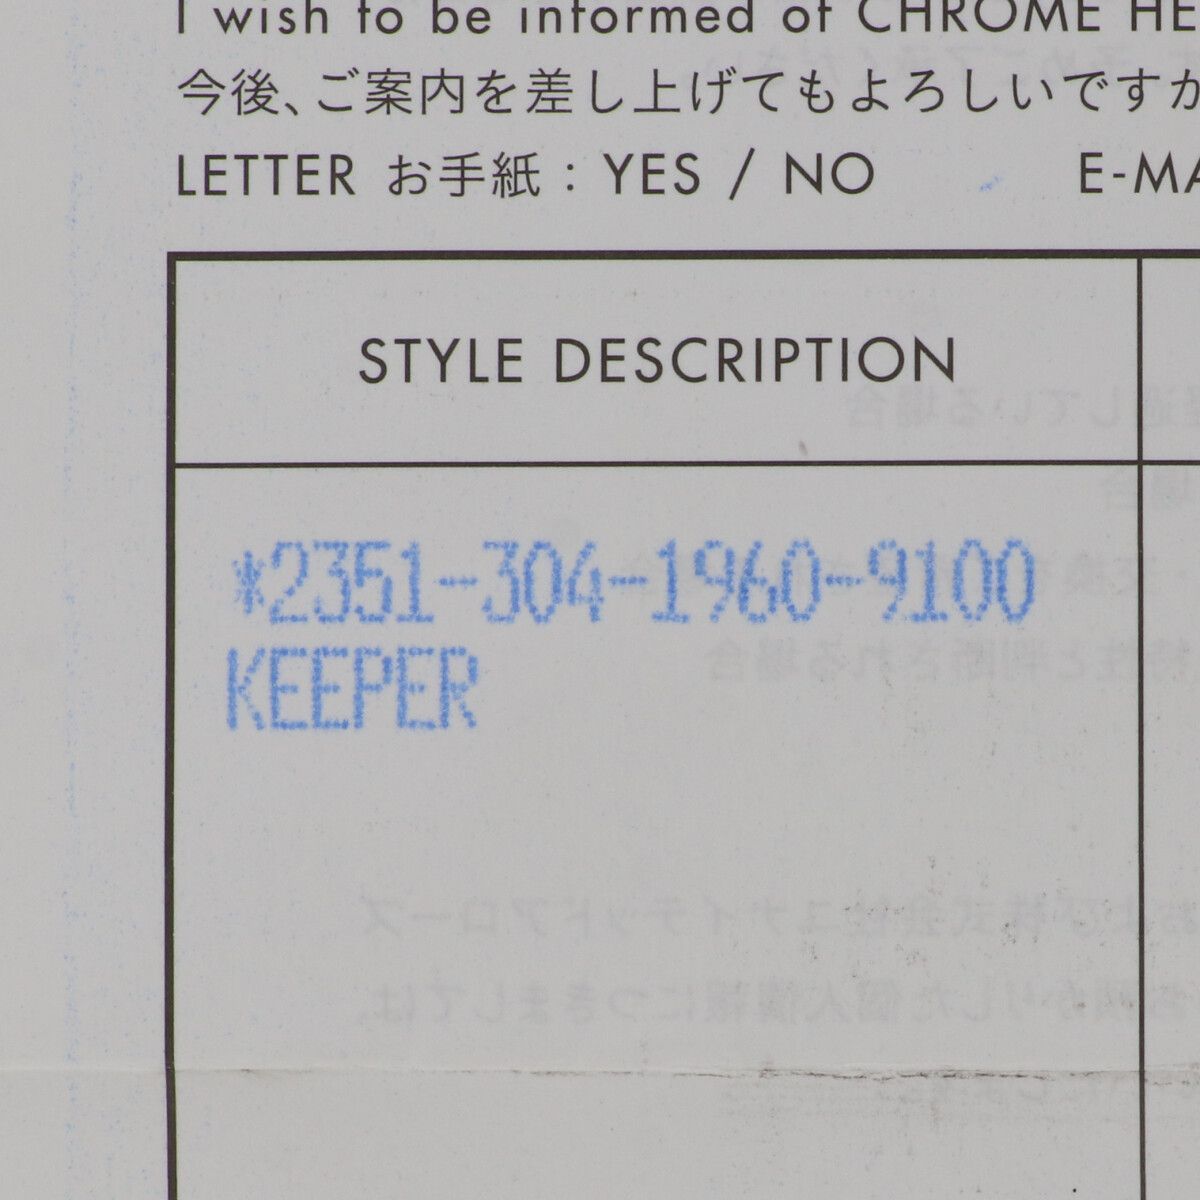 I wish to be informed of CHROME HE
今後、ご案内を差し上げてもよろしいですか
LETTER お手紙：YES / NO E-MA
STYLE DESCRIPTION
*2351-304-1960-9100
KEEPER